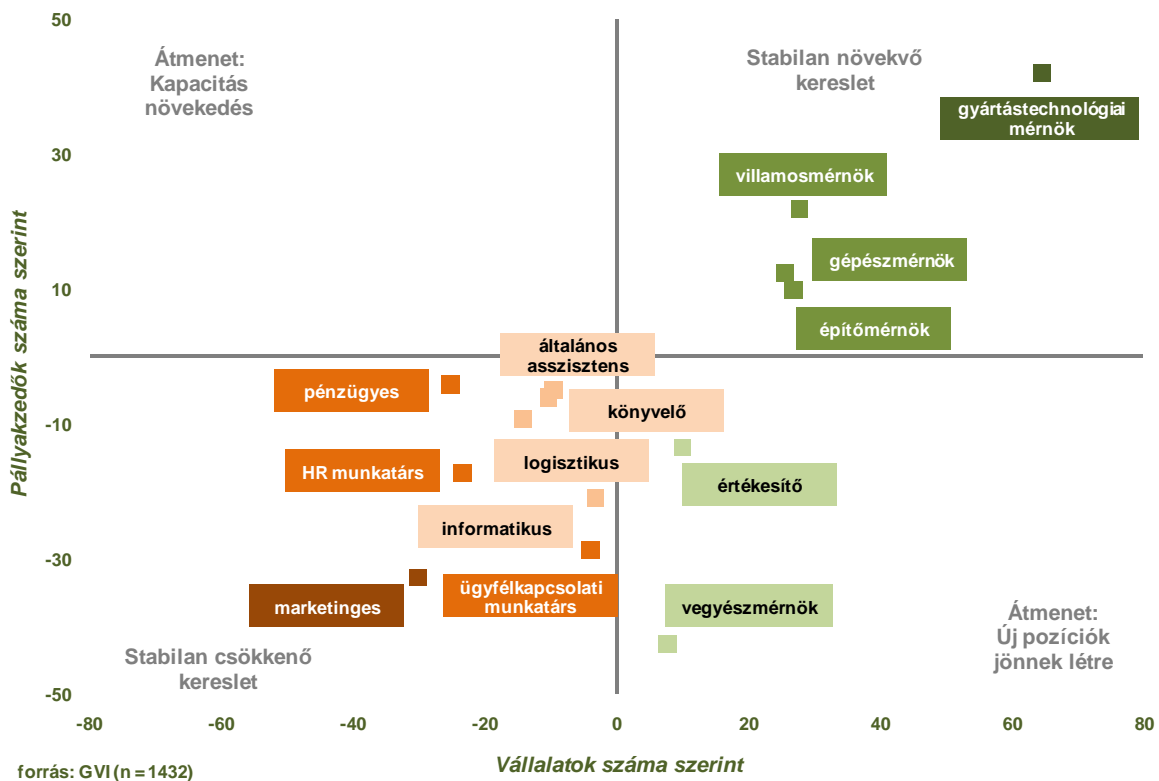 50
Átmenet:
Kapacitás
növekedés
Stabilan növekvő
kereslet
gyártástechnológiai
mérnök
30
villamosmérnök
gépészmérnök
10
építőmérnök
Pállyakzedők száma szerint
általános
asszisztens
pénzügyes
könyvelő
-10
logisztikus
HR munkatárs
értékesítő
informatikus
-30
ügyfélkapcsolati
munkatárs
marketinges
vegyészmérnök
Átmenet:
Új pozíciók
jönnek létre
Stabilan csökkenő
kereslet
-50
-80 -60 -40 -20 0 20 40 60 80
Vállalatok száma szerint
forrás: GVI (n = 1432)